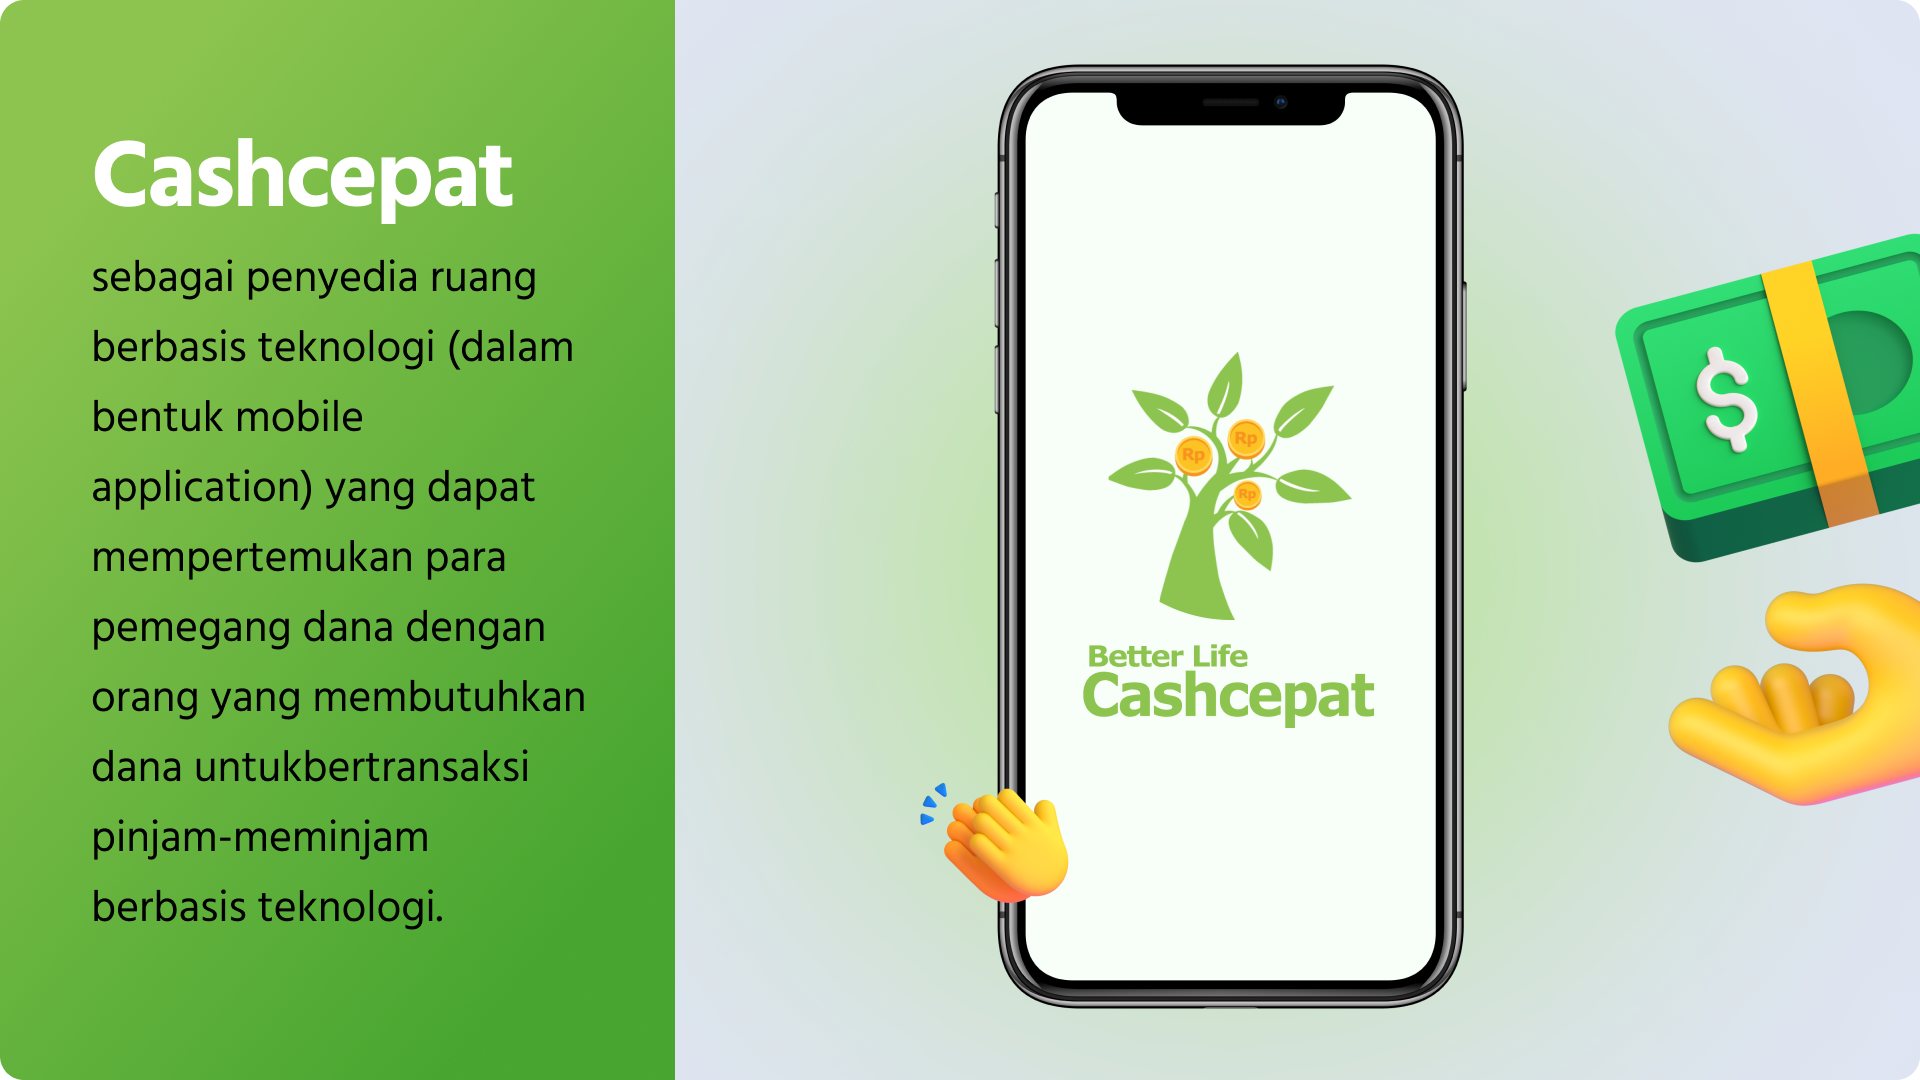 Cashcepat
sebagai penyedia ruang
berbasis teknologi (dalam
bentuk mobile
application) yang dapat
mempertemukan para
pemegang dana dengan
orang yang membutuhkan
dana untukbertransaksi
pinjam-meminjam
berbasis teknologi.
Rp
Rp
Rp
Better Life
Cashcepat
$